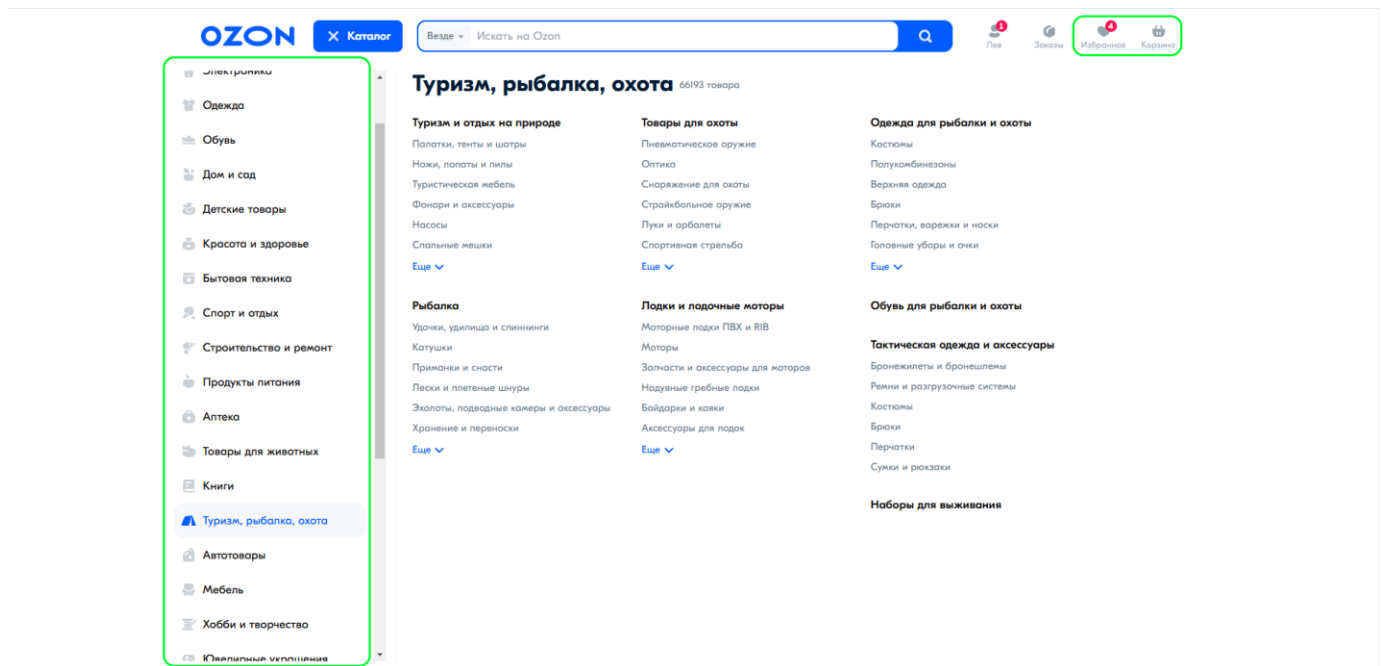 OZON
Каталог
Везде
Искать на Ozon
1
Лев
Заказы
4
Избранное
Корзина
Электроника
Одежда
Обувь
Дом и сад
Детские товары
Красота и здоровье
Бытовая техника
Спорт и отдых
Строительство и ремонт
Продукты питания
Аптека
Товары для животных
Книги
Туризм, рыбалка, охота
Автотовары
Мебель
Хобби и творчество
Ювелирные украшения
Туризм, рыбалка, охота 66193 товара
Туризм и отдых на природе
Палатки, тенты и шатры
Ножи, лопаты и пилы
Туристическая мебель
Фонари и аксессуары
Насосы
Спальные мешки
Еще
Товары для охоты
Пневматическое оружие
Оптика
Снаряжение для охоты
Страйкбольное оружие
Луки и арбалеты
Спортивная стрельба
Еще
Одежда для рыбалки и охоты
Костюмы
Полукомбинезоны
Верхняя одежда
Брюки
Перчатки, варежки и носки
Головные уборы и очки
Еще
Рыбалка
Удочки, удилища и спиннинги
Катушки
Приманки и снасти
Лески и плетеные шнуры
Эхолоты, подводные камеры и аксессуары
Хранение и переноски
Еще
Лодки и лодочные моторы
Моторные лодки ПВХ и RIB
Моторы
Запчасти и аксессуары для моторов
Надувные гребные лодки
Байдарки и каяки
Аксессуары для лодок
Еще
Обувь для рыбалки и охоты
Тактическая одежда и аксессуары
Бронежилеты и бронешлемы
Ремни и разгрузочные системы
Костюмы
Брюки
Перчатки
Сумки и рюкзаки
Наборы для выживания